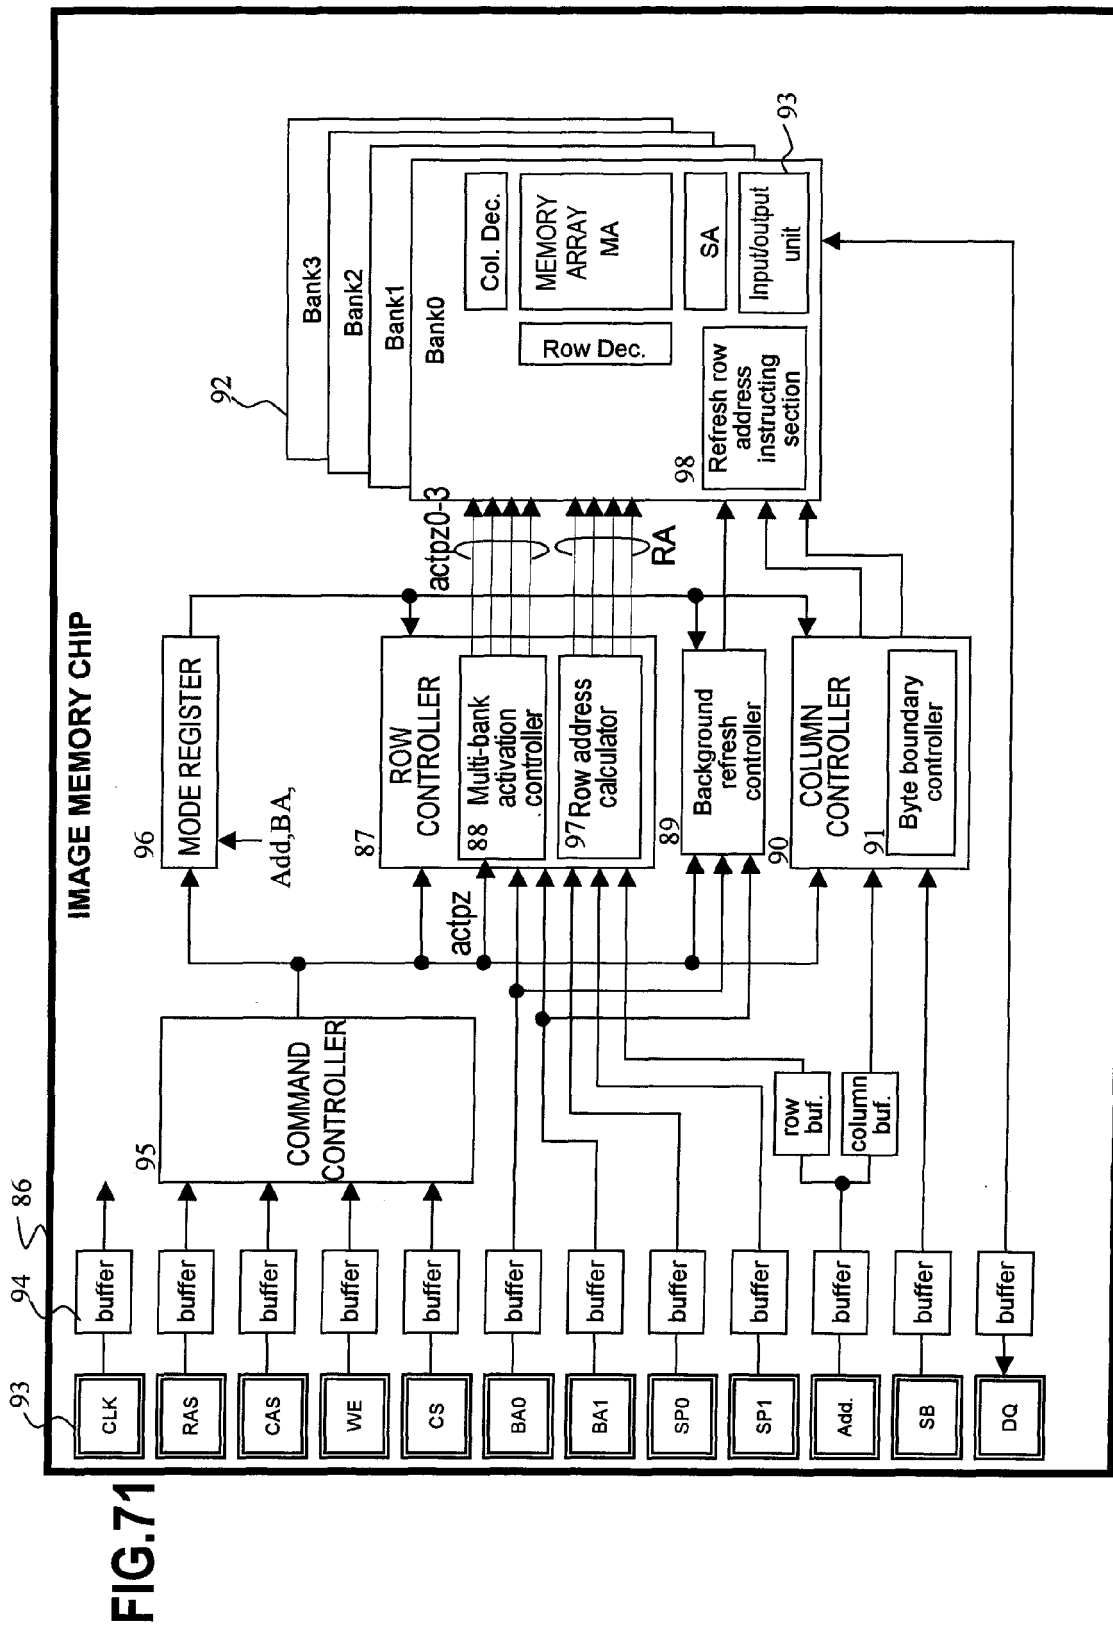 FIG.71
IMAGE MEMORY CHIP
86
93
94
CLK
buffer
RAS
buffer
CAS
buffer
WE
buffer
CS
buffer
BA0
buffer
BA1
buffer
SP0
buffer
SP1
buffer
Add.
buffer
SB
buffer
DQ
buffer
95
COMMAND
CONTROLLER
row
buf.
column
buf.
96
MODE REGISTER
Add,BA,
actpz
87
ROW
CONTROLLER
88
Multi-bank
activation
controller
97
Row address
calculator
89
Background
refresh
controller
90
COLUMN
CONTROLLER
91
Byte boundary
controller
actpz0-3
RA
92
Bank3
Bank2
Bank1
Bank0
Col. Dec.
MEMORY
ARRAY
MA
Row Dec.
SA
93
Input/output
unit
98
Refresh row
address
instructing
section